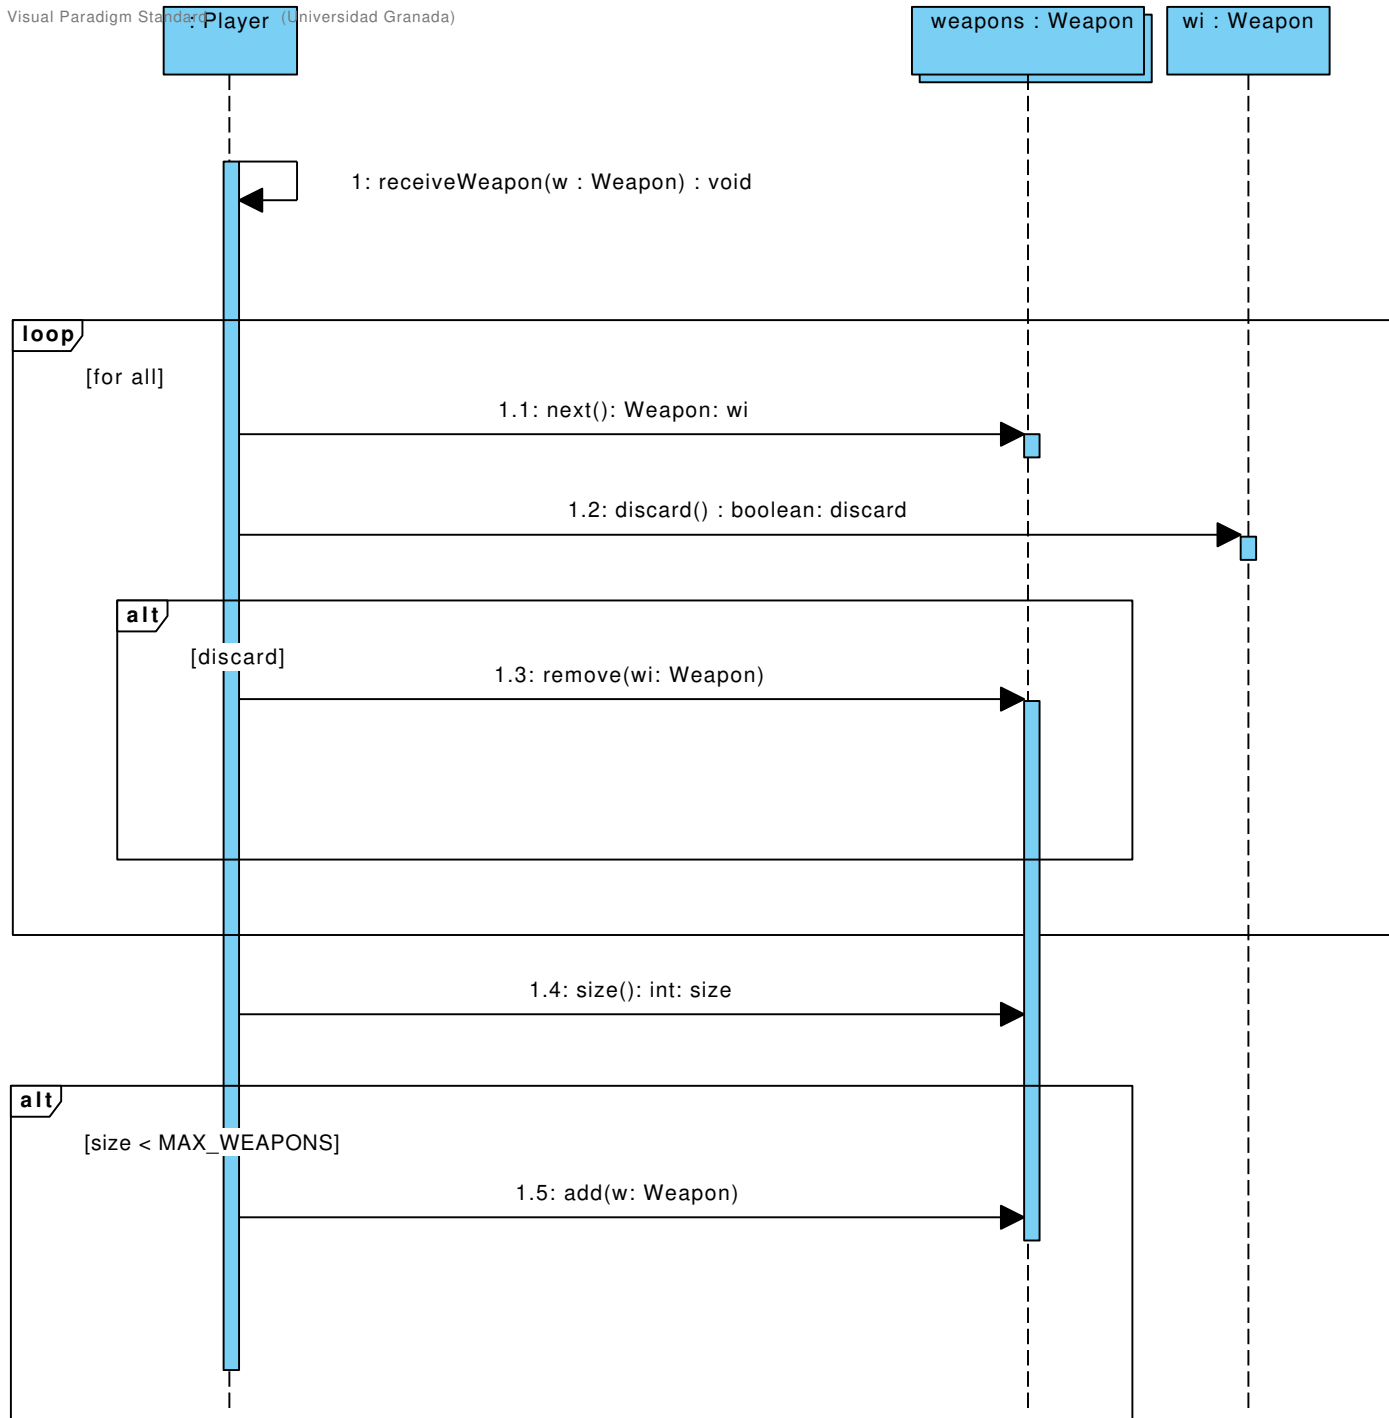 Visual Paradigm Standard (Universidad Granada)
: Player
weapons : Weapon
wi : Weapon
1: receiveWeapon(w : Weapon) : void
loop
[for all]
1.1: next(): Weapon: wi
1.2: discard() : boolean: discard
alt
[discard]
1.3: remove(wi: Weapon)
1.4: size(): int: size
alt
[size < MAX_WEAPONS]
1.5: add(w: Weapon)